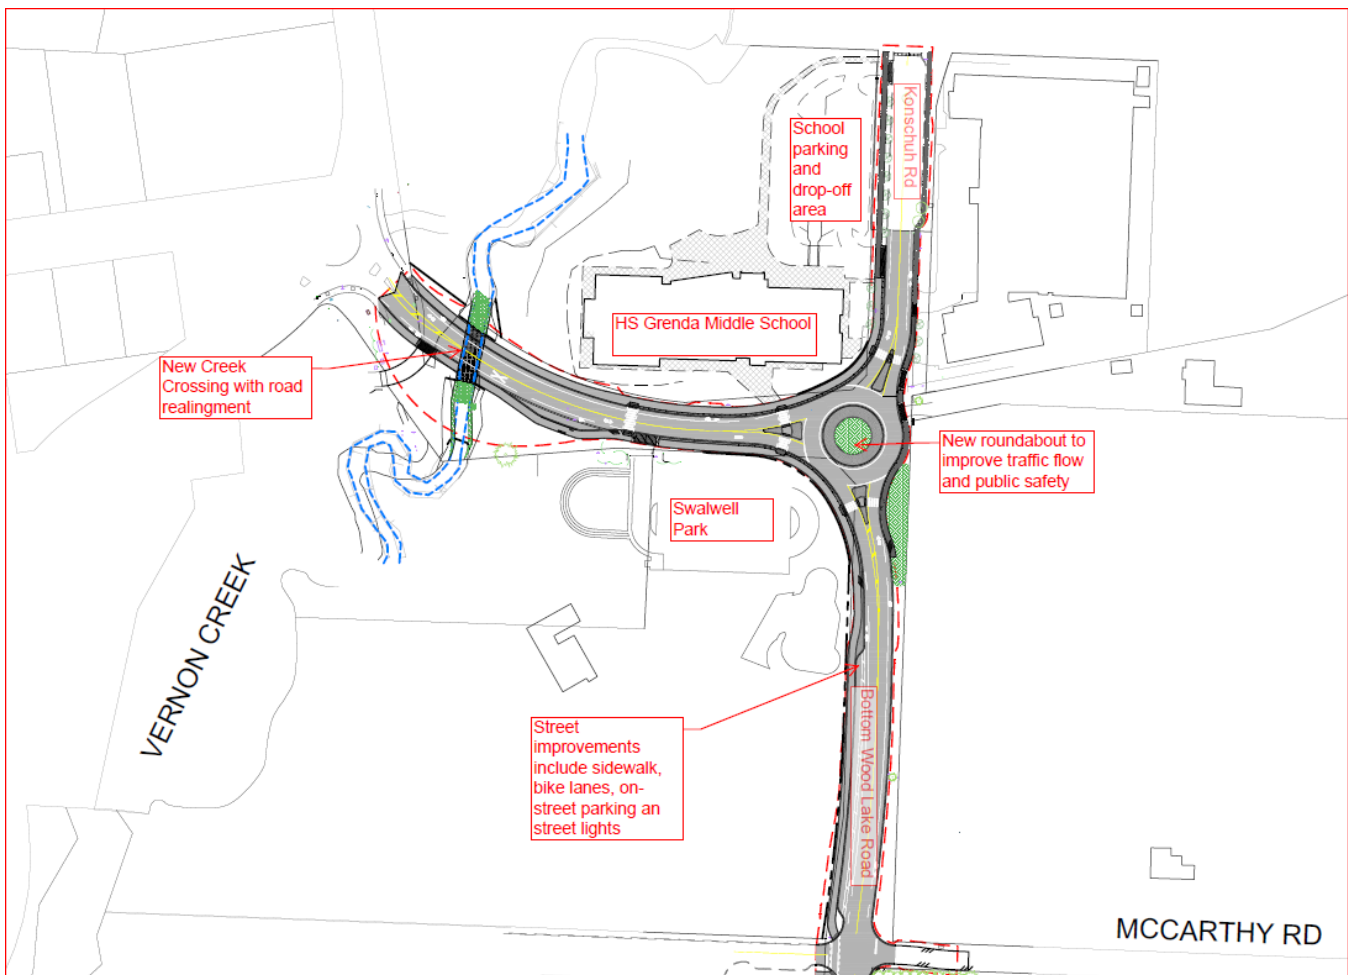 Konschuh Rd
School
parking
and
drop-off
area
HS Grenda Middle School
New Creek
Crossing with road
realingment
New roundabout to
improve traffic flow
and public safety
Swalwell
Park
VERNON CREEK
Street
improvements
include sidewalk,
bike lanes, on-
street parking an
street lights
Bottom Wood Lake Road
MCCARTHY RD